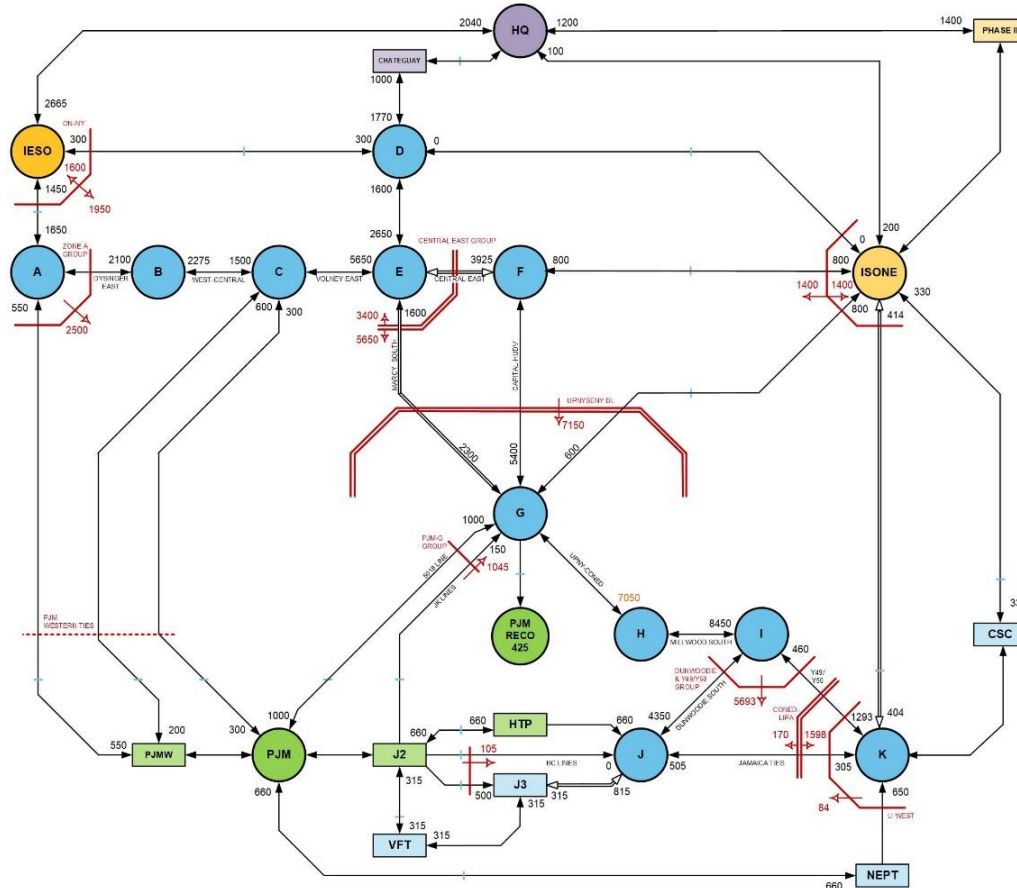 2040
HQ
1200
1400
PHASE II
100
CHATEGUAY
1000
2665
ON-NY
1770
IESO
300
300
D
0
1600
1450
1950
1600
200
0
1650
ZONE A
GROUP
2650
CENTRAL EAST GROUP
A
2100
B
2275
1500
C
5650
E
3925
F
800
800
ISONE
DYSINGER
EAST
WEST-CENTRAL
VOLNEY EAST
CENTRAL EAST
550
2500
600
300
1600
3400
5650
1400
1400
800
414
330
MARCY SOUTH
CAPITAL HUDV
UPNYSENY BL
7150
2300
5400
600
G
1000
150
PJM-G
GROUP
1045
5018 LINE
JK LINES
UPNY-CONED
PJM
WESTERN TIES
PJM
RECO
425
7050
H
8450
I
MILLWOOD SOUTH
460
Y49/
Y50
CSC
DUNWOODIE
& Y49/Y50
GROUP
5693
DUNWOODIE SOUTH
CONED-
LIPA
170
1598
1293
404
1000
550
200
PJMW
300
PJM
660
660
J2
660
HTP
660
4350
J
505
105
BC LINES
0
JAMAICA TIES
305
K
315
500
J3
315
815
315
650
84
LI WEST
VFT
315
660
NEPT